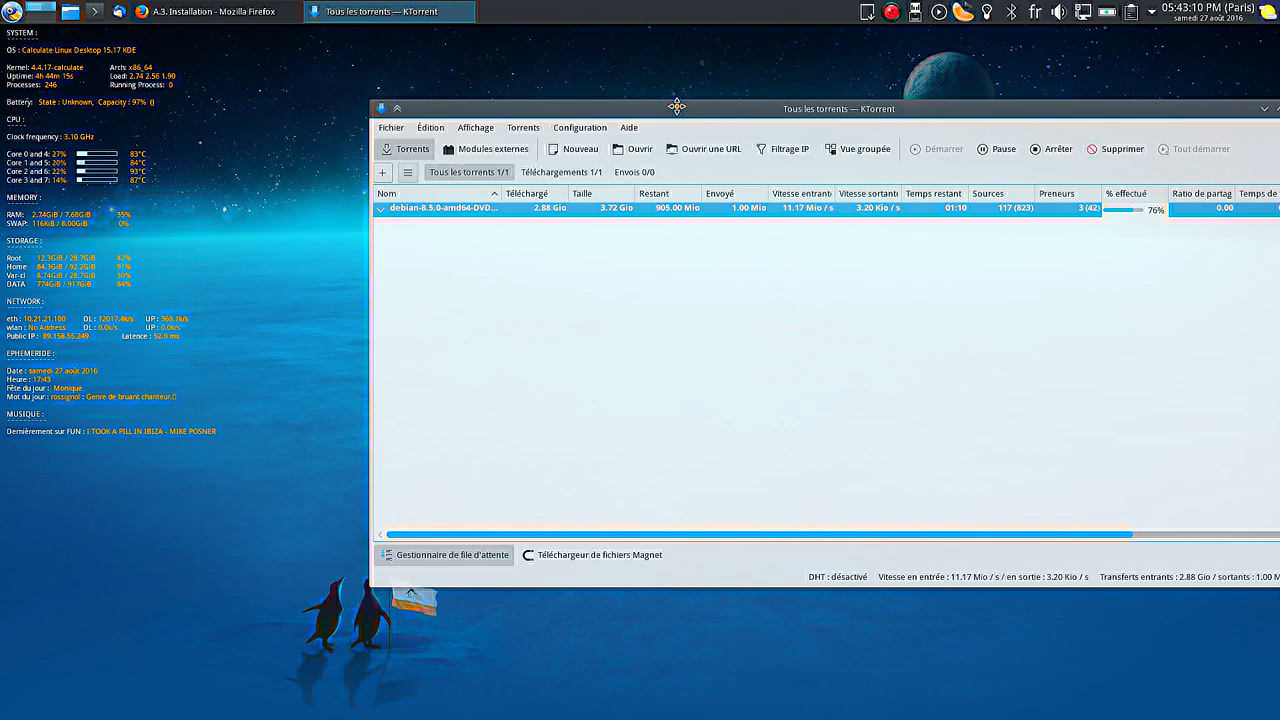 A.3. Installation - Mozilla Firefox
Tous les torrents — KTorrent
fr
05:43:10 PM (Paris)
samedi 27 août 2016
SYSTEM :
OS : Calculate-Linux Desktop 15.17 KDE
Kernel: 4.4.17-calculate Arch: x86_64
Uptime: 4h 44m 15s Load: 2.74 2.56 1.90
Processes: 246 Running Process: 0
Battery: State : Unknown, Capacity : 97% ()
CPU :
Clock frequency : 3.10 GHz
Core 0 and 4: 27% 83°C
Core 1 and 5: 20% 84°C
Core 2 and 6: 22% 93°C
Core 3 and 7: 14% 87°C
MEMORY :
RAM: 2.74GiB / 7.68GiB 35%
SWAP: 116KiB / 8.00GiB 0%
STORAGE :
Root 12.3GiB / 28.7GiB 42%
Home 84.3GiB / 92.2GiB 91%
Var-cl 8.74GiB / 28.7GiB 30%
DATA 774GiB / 917GiB 84%
NETWORK :
eth : 10.21.21.100 DL : 12017.4k/s UP : 369.1k/s
wlan : No Address DL : 0.0k/s UP : 0.0k/s
Public IP : 89.158.55.249 Latence : 52.0 ms
EPHEMERIDE :
Date : samedi 27 août 2016
Heure : 17:43
Fête du jour : Monique
Mot du jour : rossignol : Genre de bruant chanteur.
MUSIQUE :
Dernièrement sur FUN : I TOOK A PILL IN IBIZA - MIKE POSNER
Tous les torrents — KTorrent
Fichier Édition Affichage Torrents Configuration Aide
Torrents Modules externes Nouveau Ouvrir Ouvrir une URL Filtrage IP Vue groupée Démarrer Pause Arrêter Supprimer Tout démarrer
Tous les torrents 1/1 Téléchargements 1/1 Envois 0/0
Nom Téléchargé Taille Restant Envoyé Vitesse entrant Vitesse sortant Temps restant Sources Preneurs % effectué Ratio de partag Temps de
debian-8.5.0-amd64-DVD... 2.88 Gio 3.72 Gio 905.00 Mio 1.00 Mio 11.17 Mio / s 3.20 Kio / s 01:10 117 (823) 3 (42) 76% 0.00
Gestionnaire de file d'attente Téléchargeur de fichiers Magnet
DHT : désactivé Vitesse en entrée : 11.17 Mio / s / en sortie : 3.20 Kio / s Transferts entrants : 2.88 Gio / sortants : 1.00 M